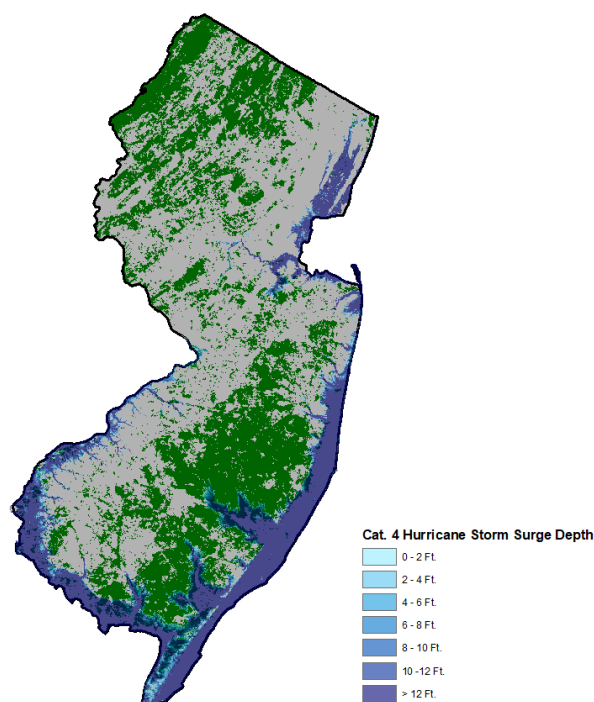 Cat. 4 Hurricane Storm Surge Depth
0 - 2 Ft.
2 - 4 Ft.
4 - 6 Ft.
6 - 8 Ft.
8 - 10 Ft.
10 -12 Ft.
> 12 Ft.